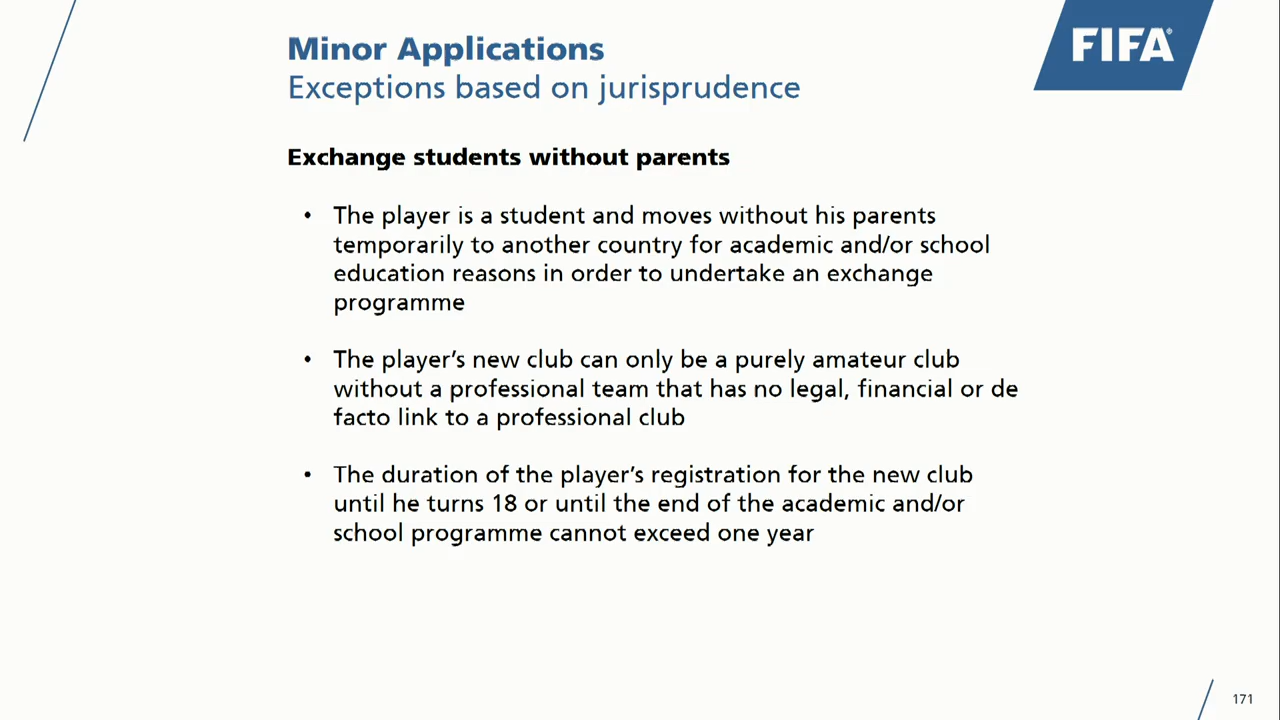 Minor Applications
Exceptions based on jurisprudence
FIFA®
Exchange students without parents
• The player is a student and moves without his parents
temporarily to another country for academic and/or school
education reasons in order to undertake an exchange
programme
• The player’s new club can only be a purely amateur club
without a professional team that has no legal, financial or de
facto link to a professional club
• The duration of the player’s registration for the new club
until he turns 18 or until the end of the academic and/or
school programme cannot exceed one year
171